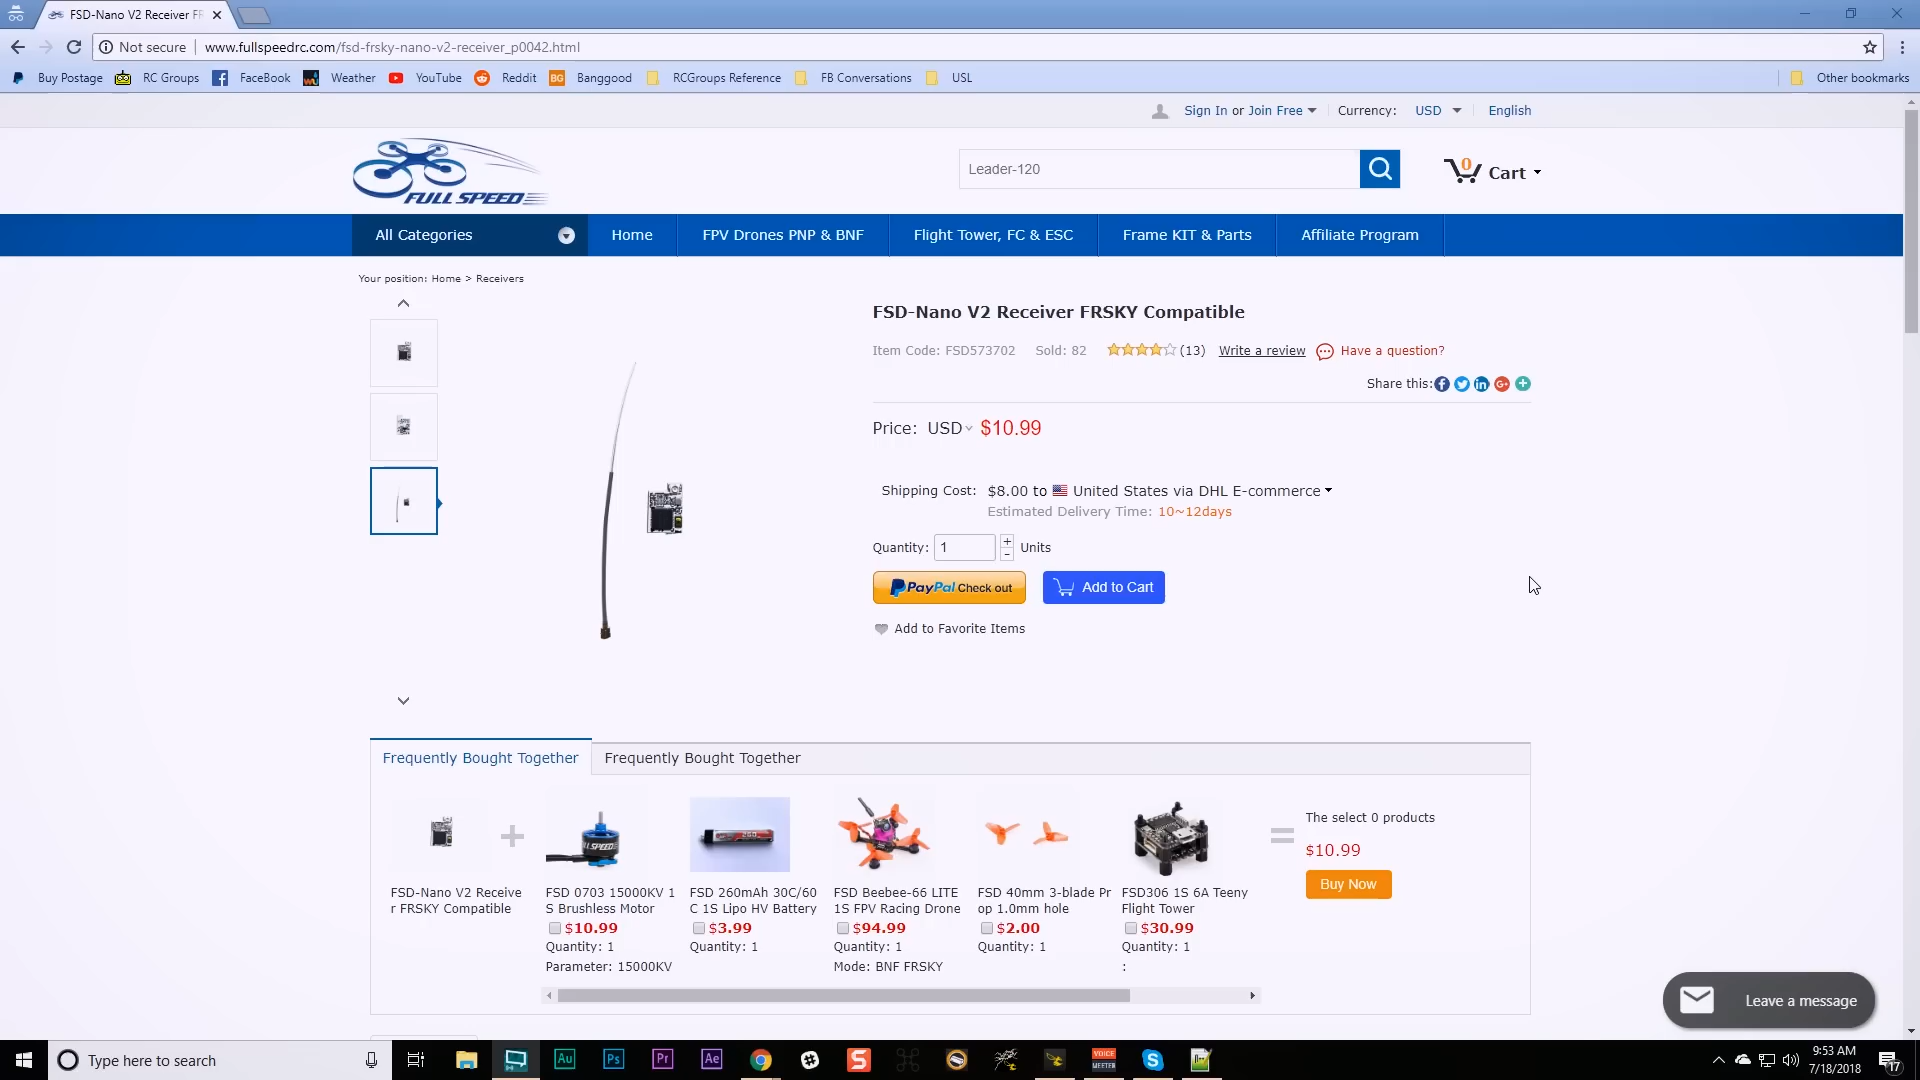 FSD-Nano V2 Receiver FF
Not secure www.fullspeedrc.com/fsd-frsky-nano-v2-receiver_p0042.html
Buy Postage RC Groups FaceBook Weather YouTube Reddit BG Banggood RCGroups Reference FB Conversations USL Other bookmarks
Sign In or Join Free Currency: USD English
FULL SPEED
Leader-120
0 Cart
All Categories Home FPV Drones PNP & BNF Flight Tower, FC & ESC Frame KIT & Parts Affiliate Program
Your position: Home > Receivers
FSD-Nano V2 Receiver FRSKY Compatible
Item Code: FSD573702 Sold: 82 (13) Write a review Have a question?
Share this:
Price: USD $10.99
Shipping Cost: $8.00 to United States via DHL E-commerce
Estimated Delivery Time: 10~12days
Quantity: 1 + - Units
PayPal Check out Add to Cart
Add to Favorite Items
Frequently Bought Together Frequently Bought Together
FSD-Nano V2 Receive
r FRSKY Compatible
FSD 0703 15000KV 1
S Brushless Motor
$10.99
Quantity: 1
Parameter: 15000KV
FSD 260mAh 30C/60
C 1S Lipo HV Battery
$3.99
Quantity: 1
FSD Beebee-66 LITE
1S FPV Racing Drone
$94.99
Quantity: 1
Mode: BNF FRSKY
FSD 40mm 3-blade Pr
op 1.0mm hole
$2.00
Quantity: 1
FSD306 1S 6A Teeny
Flight Tower
$30.99
Quantity: 1
:
The select 0 products
$10.99
Buy Now
Leave a message
Type here to search
Au Ps Pr Ae
VOICE
MEETER
9:53 AM
7/18/2018
17